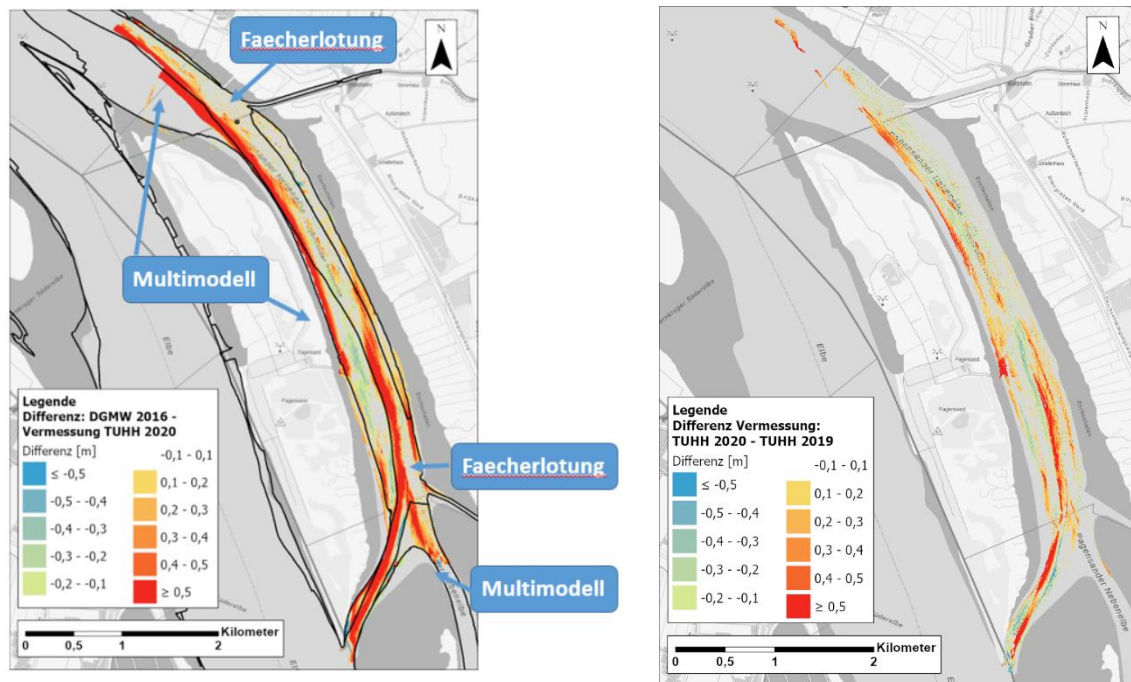 Faecherlotung
N
Multimodell
Pagensand
Elbe
Faecherlotung
Multimodell
Legende
Differenz: DGMW 2016 -
Vermessung TUHH 2020
Differenz [m]
≤ -0,5
-0,5 - -0,4
-0,4 - -0,3
-0,3 - -0,2
-0,2 - -0,1
-0,1 - 0,1
0,1 - 0,2
0,2 - 0,3
0,3 - 0,4
0,4 - 0,5
≥ 0,5
Kilometer
0 0,5 1 2
N
Pagensander Nebenelbe
Elbe
Pagensand
Pagensander Nebenelbe
Legende
Differenz Vermessung:
TUHH 2020 - TUHH 2019
Differenz [m]
≤ -0,5
-0,5 - -0,4
-0,4 - -0,3
-0,3 - -0,2
-0,2 - -0,1
-0,1 - 0,1
0,1 - 0,2
0,2 - 0,3
0,3 - 0,4
0,4 - 0,5
≥ 0,5
Kilometer
0 0,5 1 2